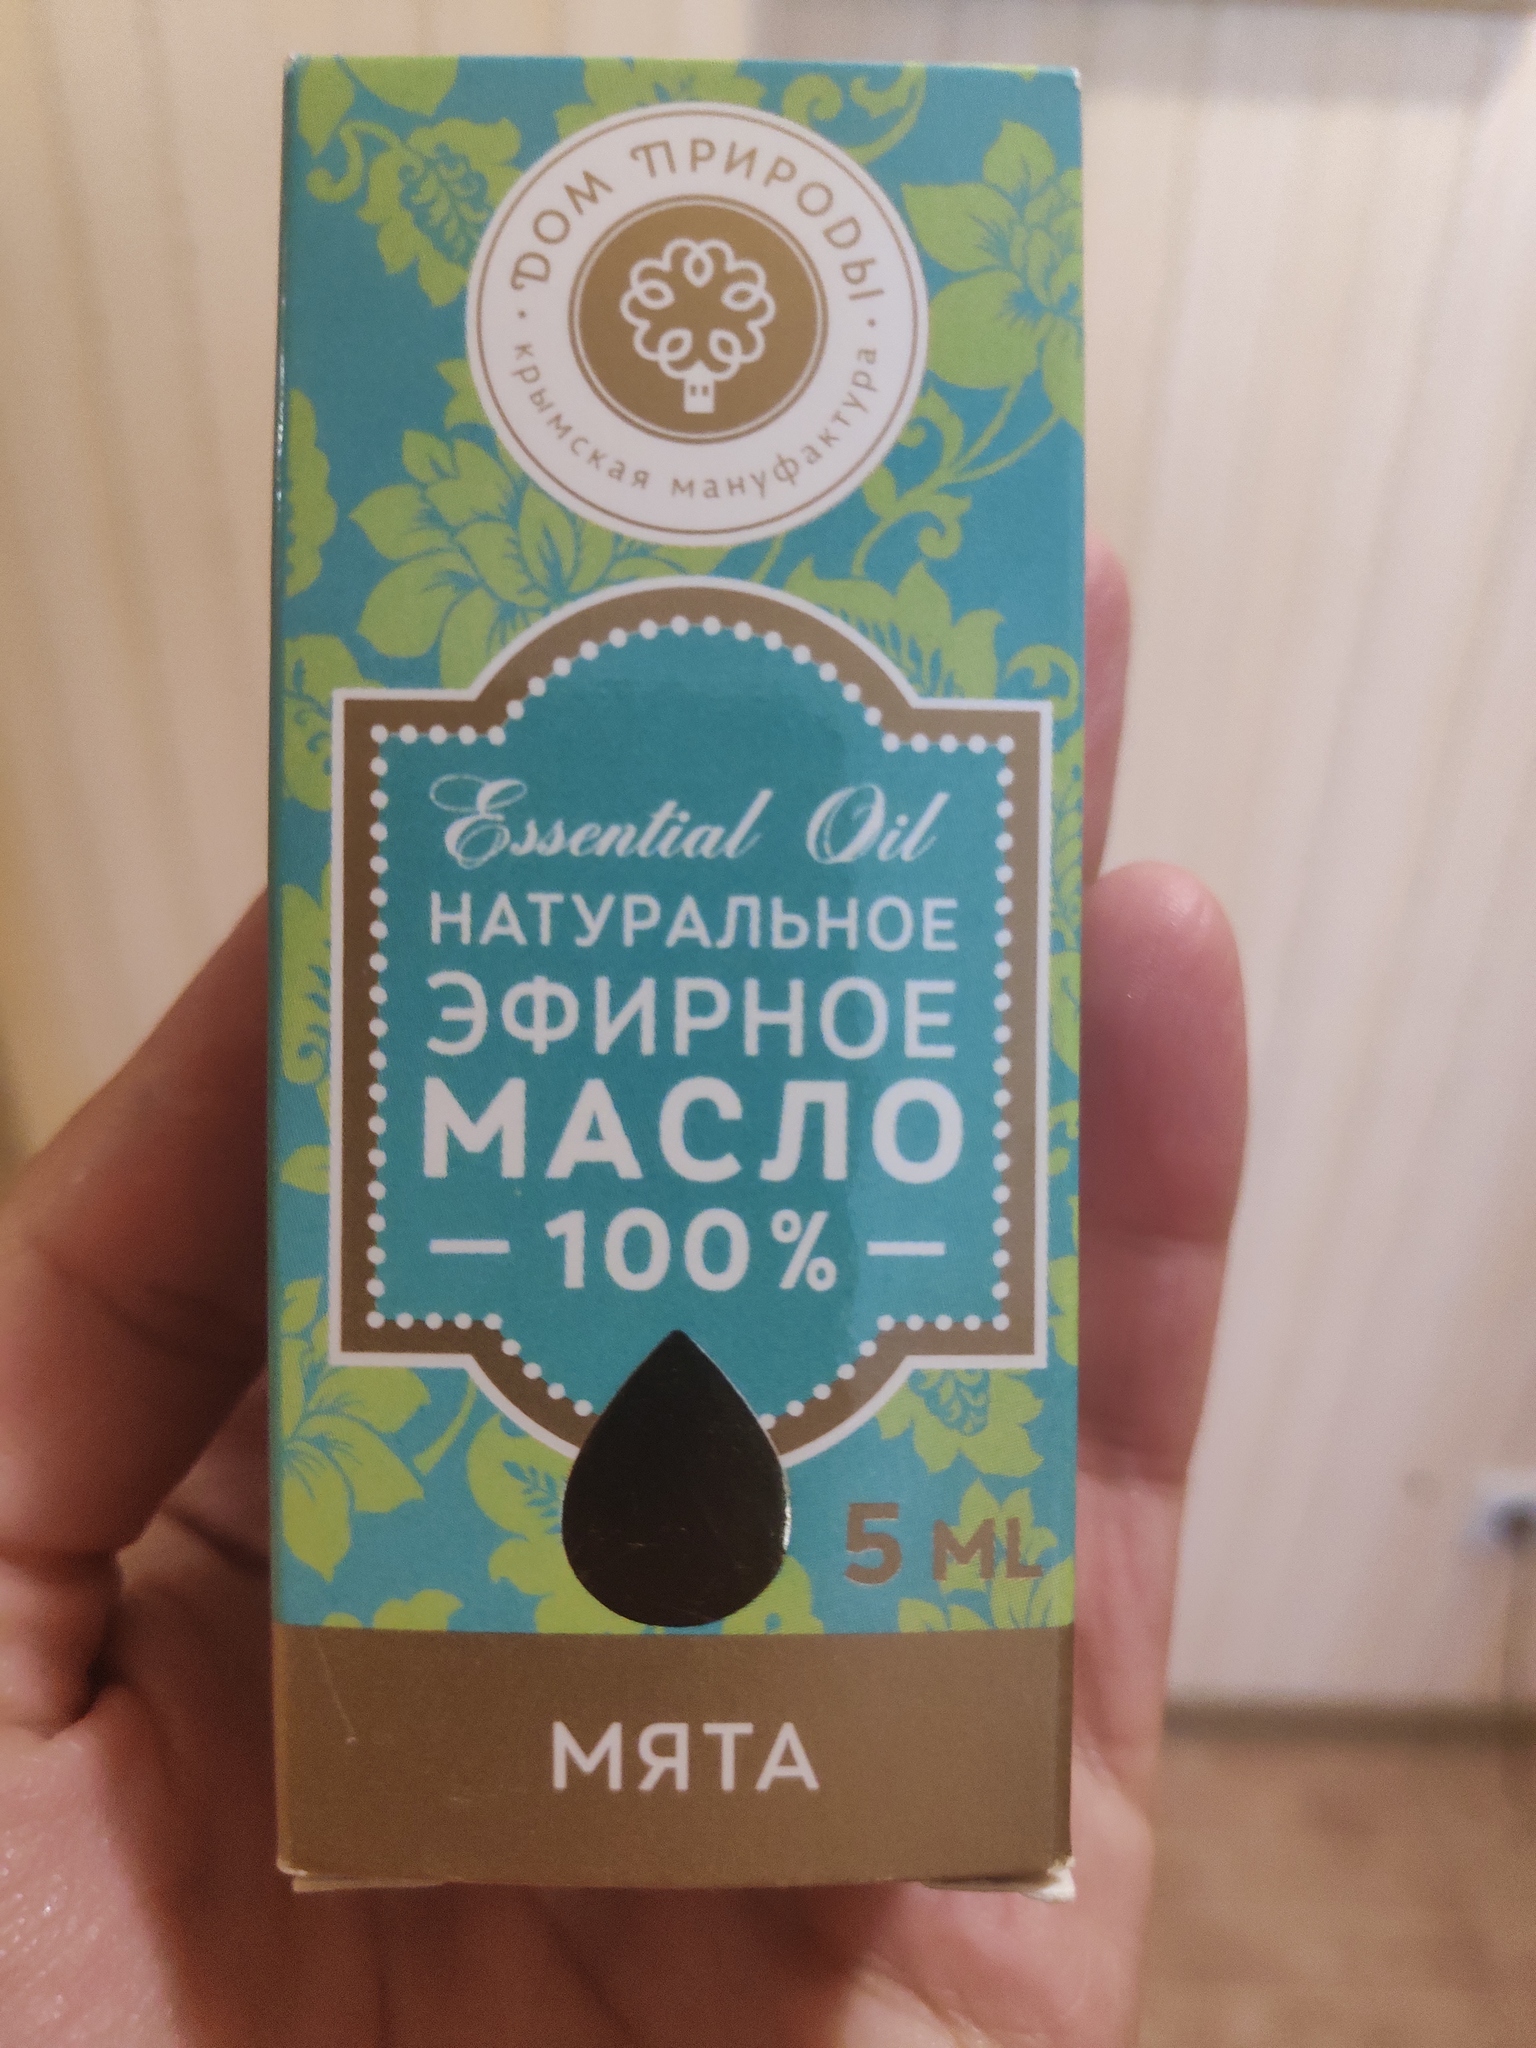 ДОМ ПРИРОДЫ
крымская мануфактура
Essential Oil
НАТУРАЛЬНОЕ
ЭФИРНОЕ
МАСЛО
— 100% —
5 ML
МЯТА